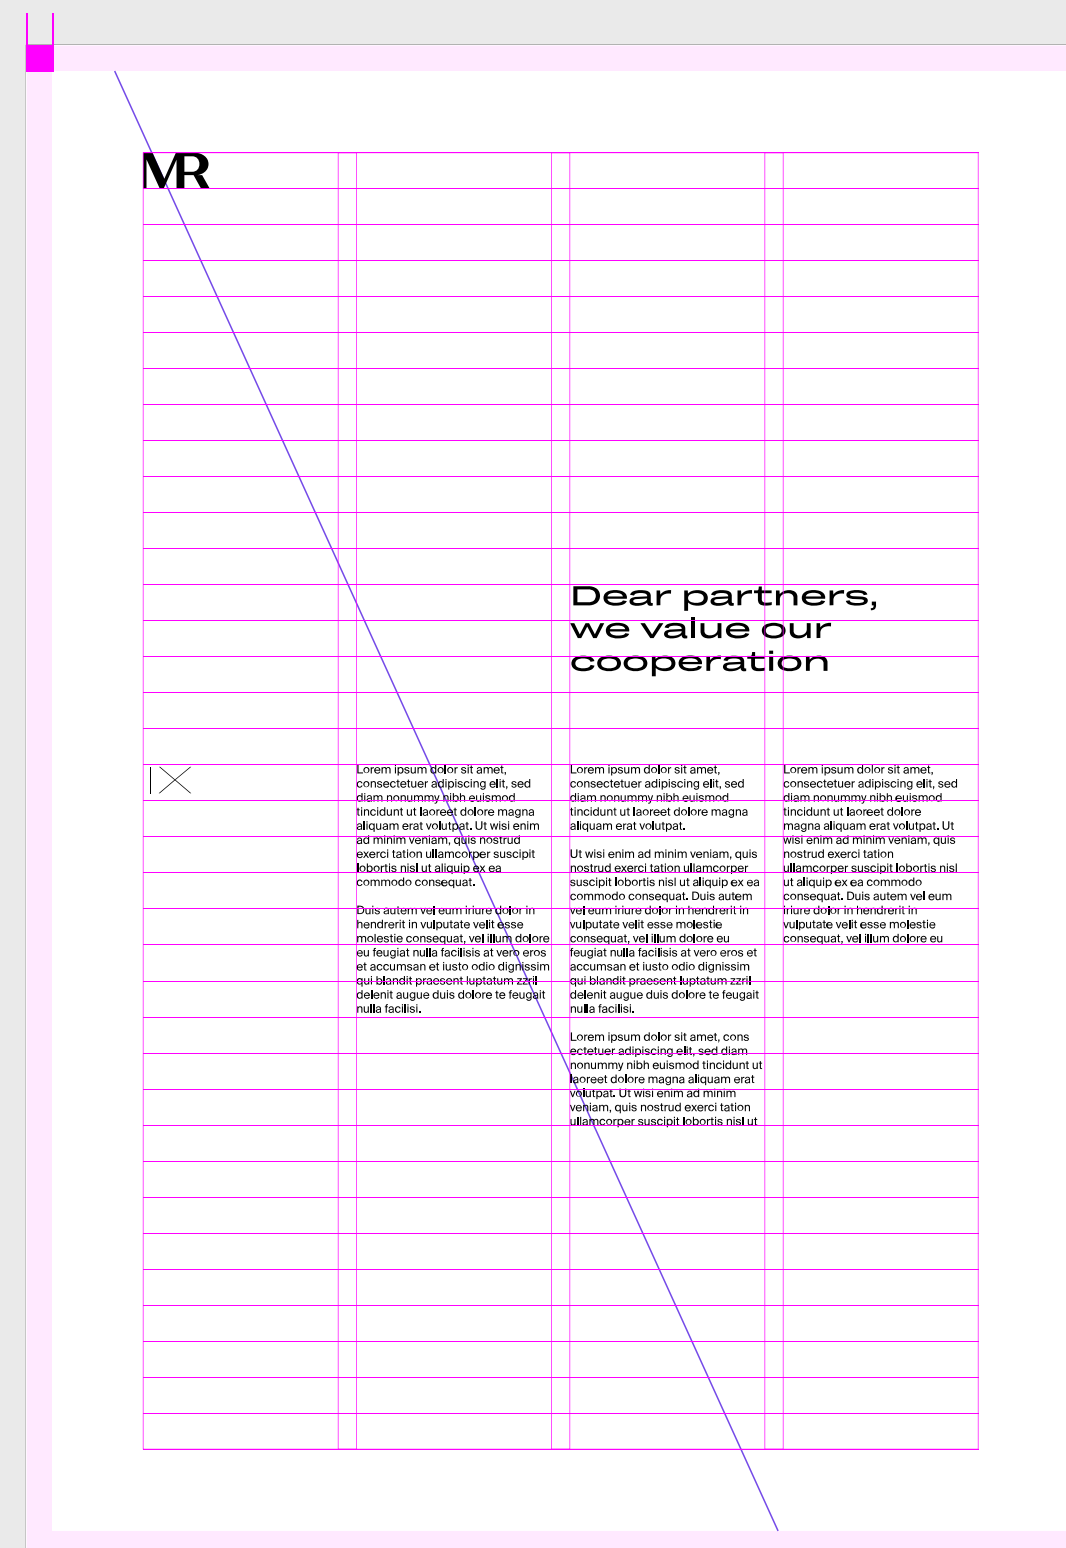 MR
Dear partners,
we value our
cooperation
Lorem ipsum dolor sit amet,
consectetuer adipiscing elit, sed
diam nonummy nibh euismod
tincidunt ut laoreet dolore magna
aliquam erat volutpat. Ut wisi enim
ad minim veniam, quis nostrud
exerci tation ullamcorper suscipit
lobortis nisl ut aliquip ex ea
commodo consequat.
Duis autem vel eum iriure dolor in
hendrerit in vulputate velit esse
molestie consequat, vel illum dolore
eu feugiat nulla facilisis at vero eros
et accumsan et iusto odio dignissim
qui blandit praesent luptatum zzril
delenit augue duis dolore te feugait
nulla facilisi.
Lorem ipsum dolor sit amet,
consectetuer adipiscing elit, sed
diam nonummy nibh euismod
tincidunt ut laoreet dolore magna
aliquam erat volutpat.
Ut wisi enim ad minim veniam, quis
nostrud exerci tation ullamcorper
suscipit lobortis nisl ut aliquip ex ea
commodo consequat. Duis autem
vel eum iriure dolor in hendrerit in
vulputate velit esse molestie
consequat, vel illum dolore eu
feugiat nulla facilisis at vero eros et
accumsan et iusto odio dignissim
qui blandit praesent luptatum zzril
delenit augue duis dolore te feugait
nulla facilisi.
Lorem ipsum dolor sit amet, cons
ectetuer adipiscing elit, sed diam
nonummy nibh euismod tincidunt ut
laoreet dolore magna aliquam erat
volutpat. Ut wisi enim ad minim
veniam, quis nostrud exerci tation
ullamcorper suscipit lobortis nisl ut
Lorem ipsum dolor sit amet,
consectetuer adipiscing elit, sed
diam nonummy nibh euismod
tincidunt ut laoreet dolore
magna aliquam erat volutpat. Ut
wisi enim ad minim veniam, quis
nostrud exerci tation
ullamcorper suscipit lobortis nisl
ut aliquip ex ea commodo
consequat. Duis autem vel eum
iriure dolor in hendrerit in
vulputate velit esse molestie
consequat, vel illum dolore eu